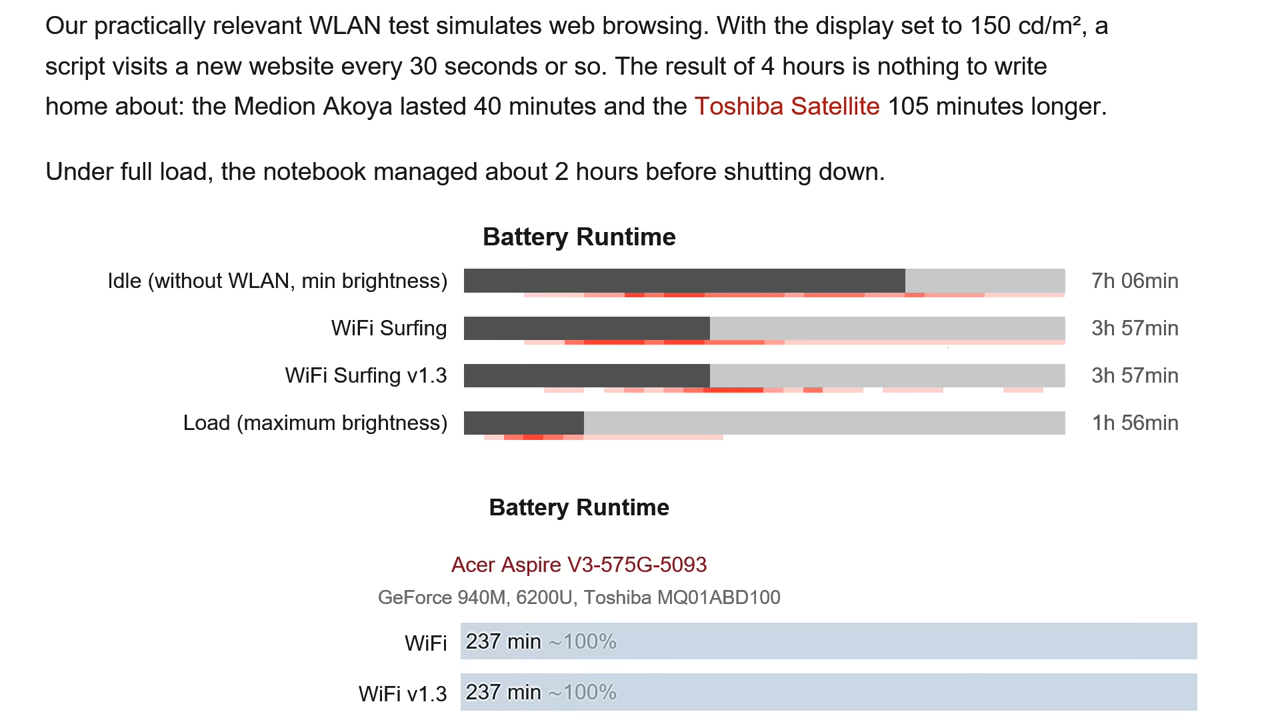 Our practically relevant WLAN test simulates web browsing. With the display set to 150 cd/m², a
script visits a new website every 30 seconds or so. The result of 4 hours is nothing to write
home about: the Medion Akoya lasted 40 minutes and the Toshiba Satellite 105 minutes longer.
Under full load, the notebook managed about 2 hours before shutting down.
Battery Runtime
Idle (without WLAN, min brightness) 7h 06min
WiFi Surfing 3h 57min
WiFi Surfing v1.3 3h 57min
Load (maximum brightness) 1h 56min
Battery Runtime
Acer Aspire V3-575G-5093
GeForce 940M, 6200U, Toshiba MQ01ABD100
WiFi 237 min ~100%
WiFi v1.3 237 min ~100%